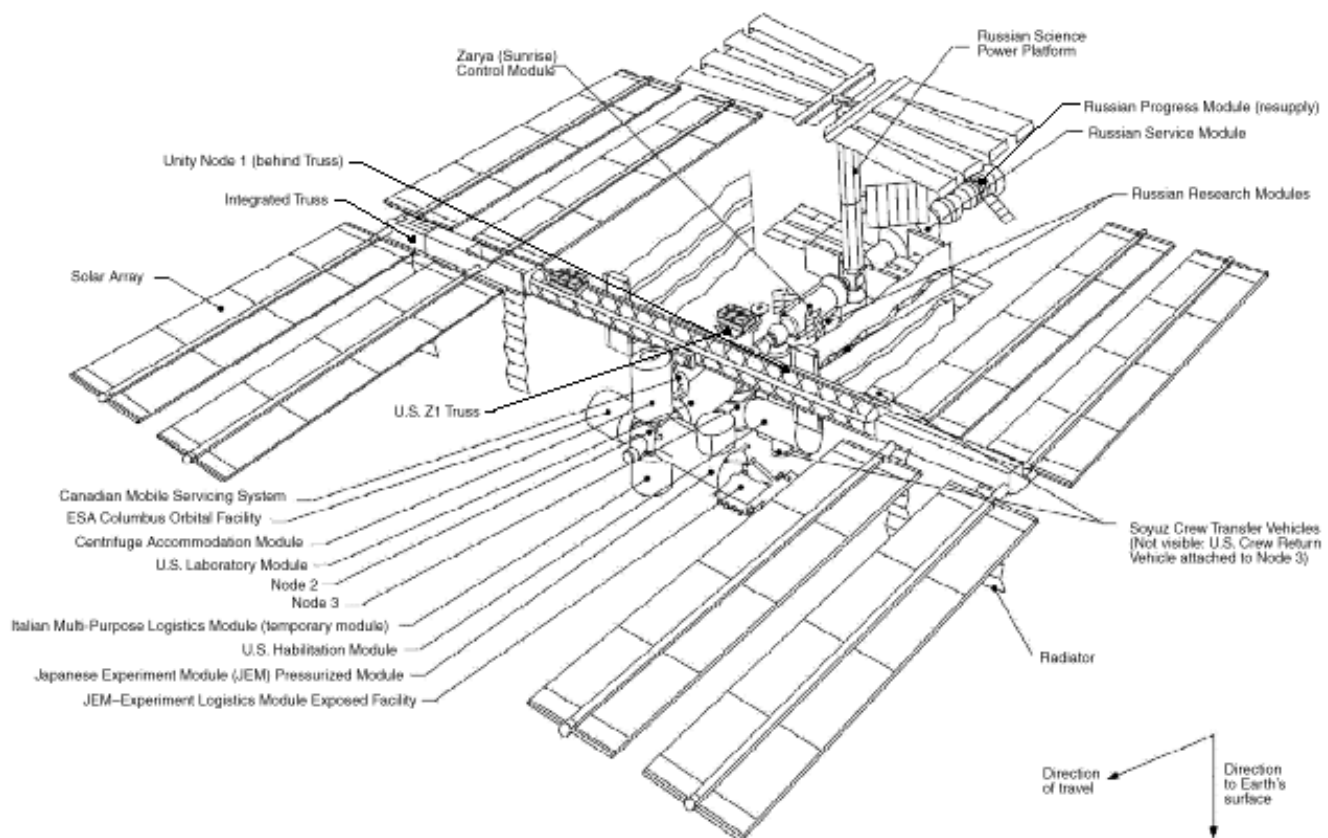 Russian Science
Power Platform
Zarya (Sunrise)
Control Module
Russian Progress Module (resupply)
Russian Service Module
Unity Node 1 (behind Truss)
Russian Research Modules
Integrated Truss
Solar Array
U.S. Z1 Truss
Canadian Mobile Servicing System
ESA Columbus Orbital Facility
Centrifuge Accommodation Module
U.S. Laboratory Module
Node 2
Node 3
Italian Multi-Purpose Logistics Module (temporary module)
U.S. Habilitation Module
Japanese Experiment Module (JEM) Pressurized Module
JEM–Experiment Logistics Module Exposed Facility
Soyuz Crew Transfer Vehicles
(Not visible: U.S. Crew Return
Vehicle attached to Node 3)
Radiator
Direction
of travel
Direction
to Earth's
surface